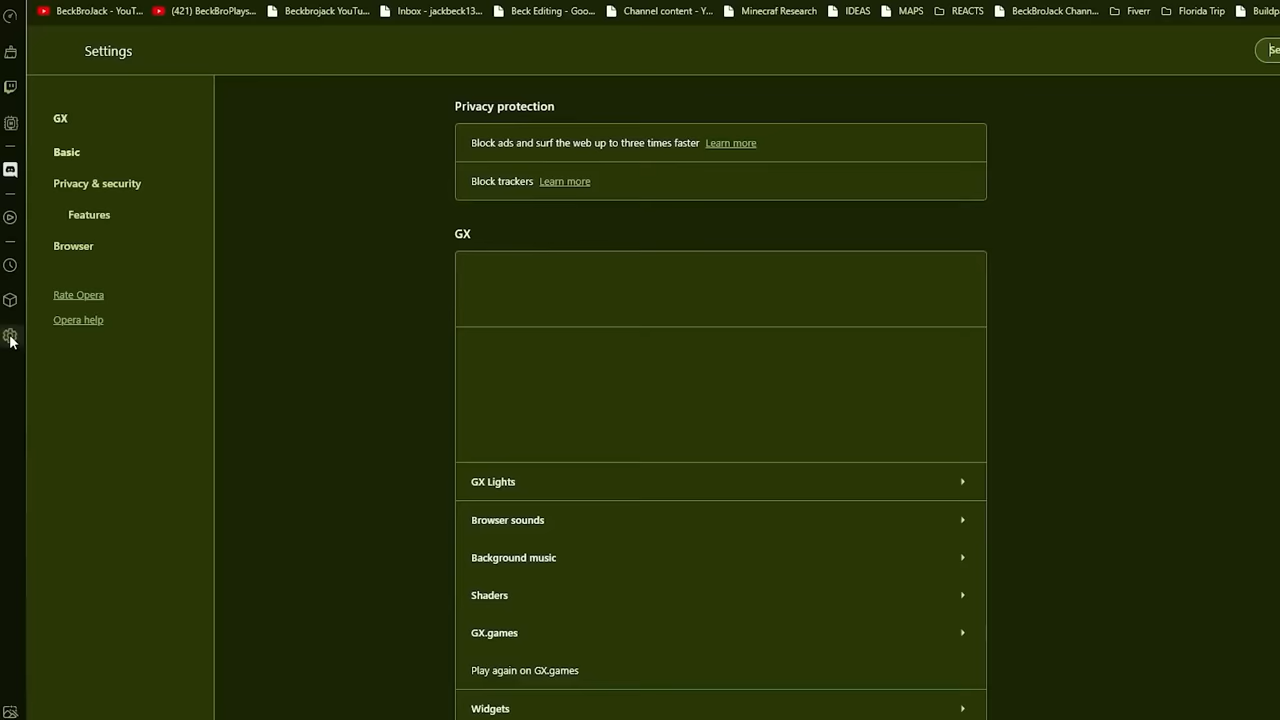 BeckBroJack - YouT...
(421) BeckBroPlays...
Beckbrojack YouTu...
Inbox - jackbeck13...
Beck Editing - Goo...
Channel content - Y...
Minecraf Research
IDEAS
MAPS
REACTS
BeckBroJack Chann...
Fiverr
Florida Trip
Buildp
Settings
Se
GX
Basic
Privacy & security
Features
Browser
Rate Opera
Opera help
Privacy protection
Block ads and surf the web up to three times faster Learn more
Block trackers Learn more
GX
GX Lights
Browser sounds
Background music
Shaders
GX.games
Play again on GX.games
Widgets